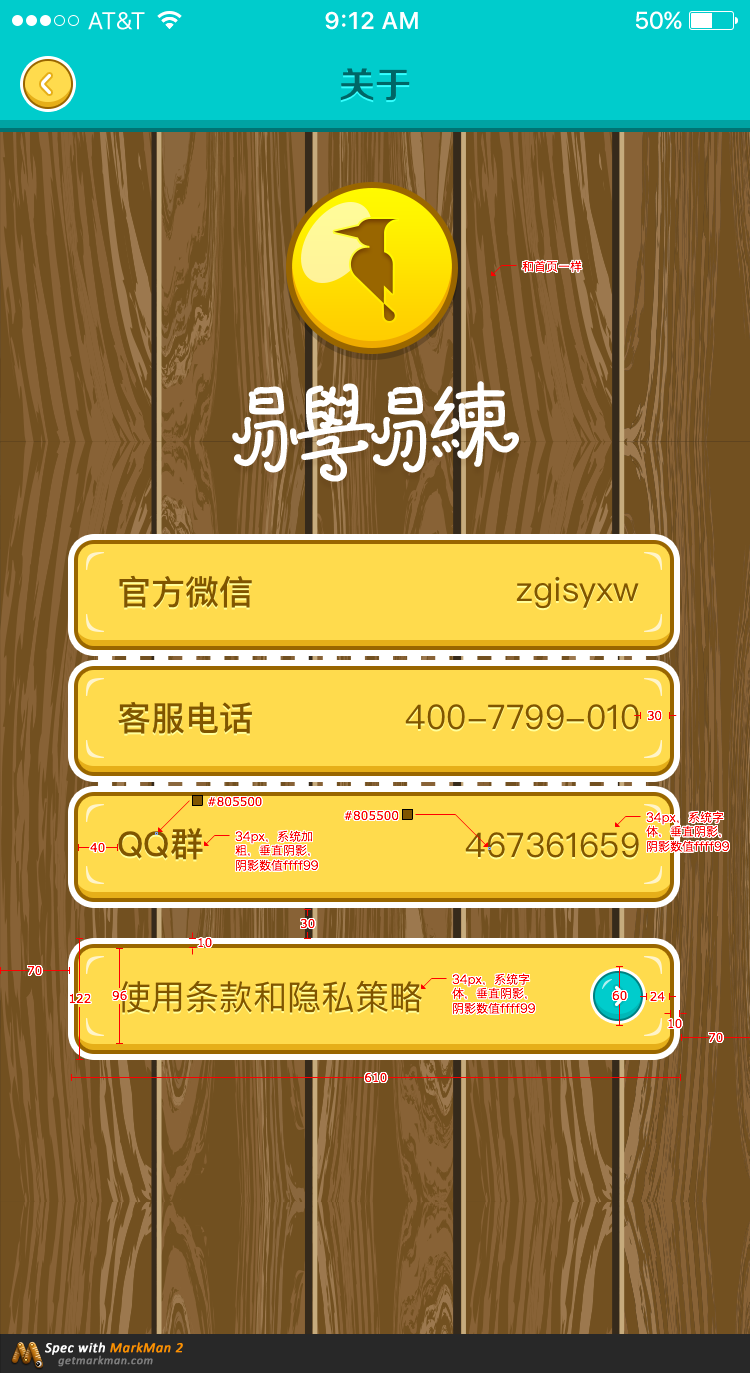 AT&T 9:12 AM 50%
关于
和首页一样
易學易練
官方微信 zgisyxw
客服电话 400-7799-010
30
#805500 #805500
QQ群 467361659
40
34px、系统加
粗、垂直阴影、
阴影数值ffff99
34px、系统字
休、垂直阴影、
阴影数值ffff99
30
10
70
122
96
使用条款和隐私策略
34px、系统字
休、垂直阴影、
阴影数值ffff99
60
24
10
70
610
Spec with MarkMan 2
getmarkman.com